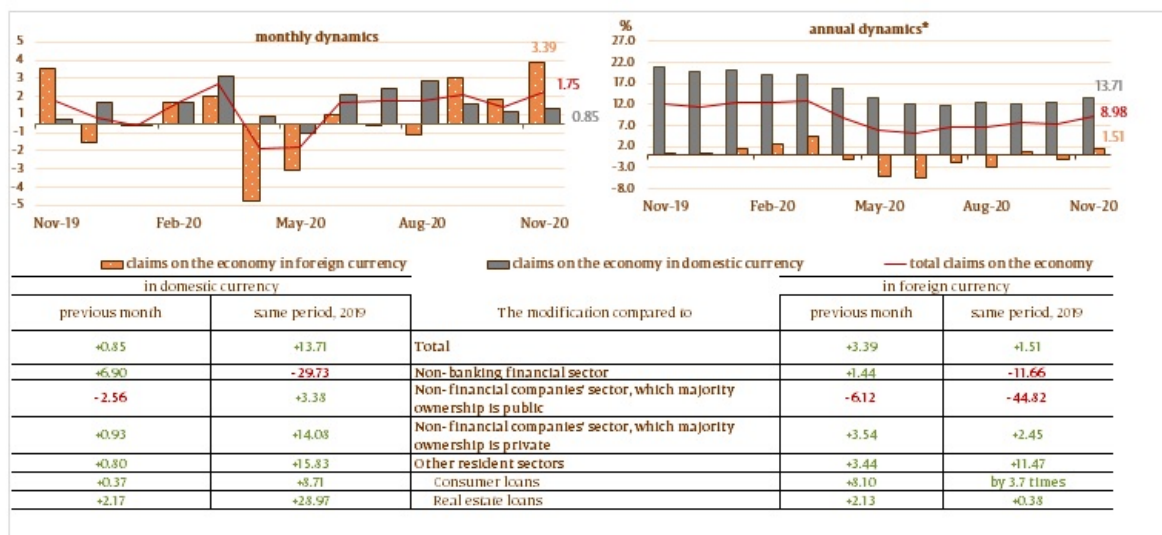 monthly dynamics
5
4
3
2
1
-1
-2
-3
-4
-5
3.39
1.75
0.85
Nov-19 Feb-20 May-20 Aug-20 Nov-20
annual dynamics*
%
27.0
22.0
17.0
12.0
7.0
2.0
-3.0
-8.0
13.71
8.98
1.51
Nov-19 Feb-20 May-20 Aug-20 Nov-20
claims on the economy in foreign currency claims on the economy in domestic currency total claims on the economy
in domestic currency in foreign currency
previous month same period, 2019 The modification compared to previous month same period, 2019
+0.85 +13.71 Total +3.39 +1.51
+6.90 -29.73 Non-banking financial sector +1.44 -11.66
-2.56 +3.38 Non-financial companies' sector, which majority -6.12 -44.82
ownership is public
+0.93 +14.08 Non-financial companies' sector, which majority +3.54 +2.45
ownership is private
+0.80 +15.83 Other resident sectors +3.44 +11.47
+0.37 +8.71 Consumer loans +8.10 by 3.7 times
+2.17 +28.97 Real estate loans +2.13 +0.38